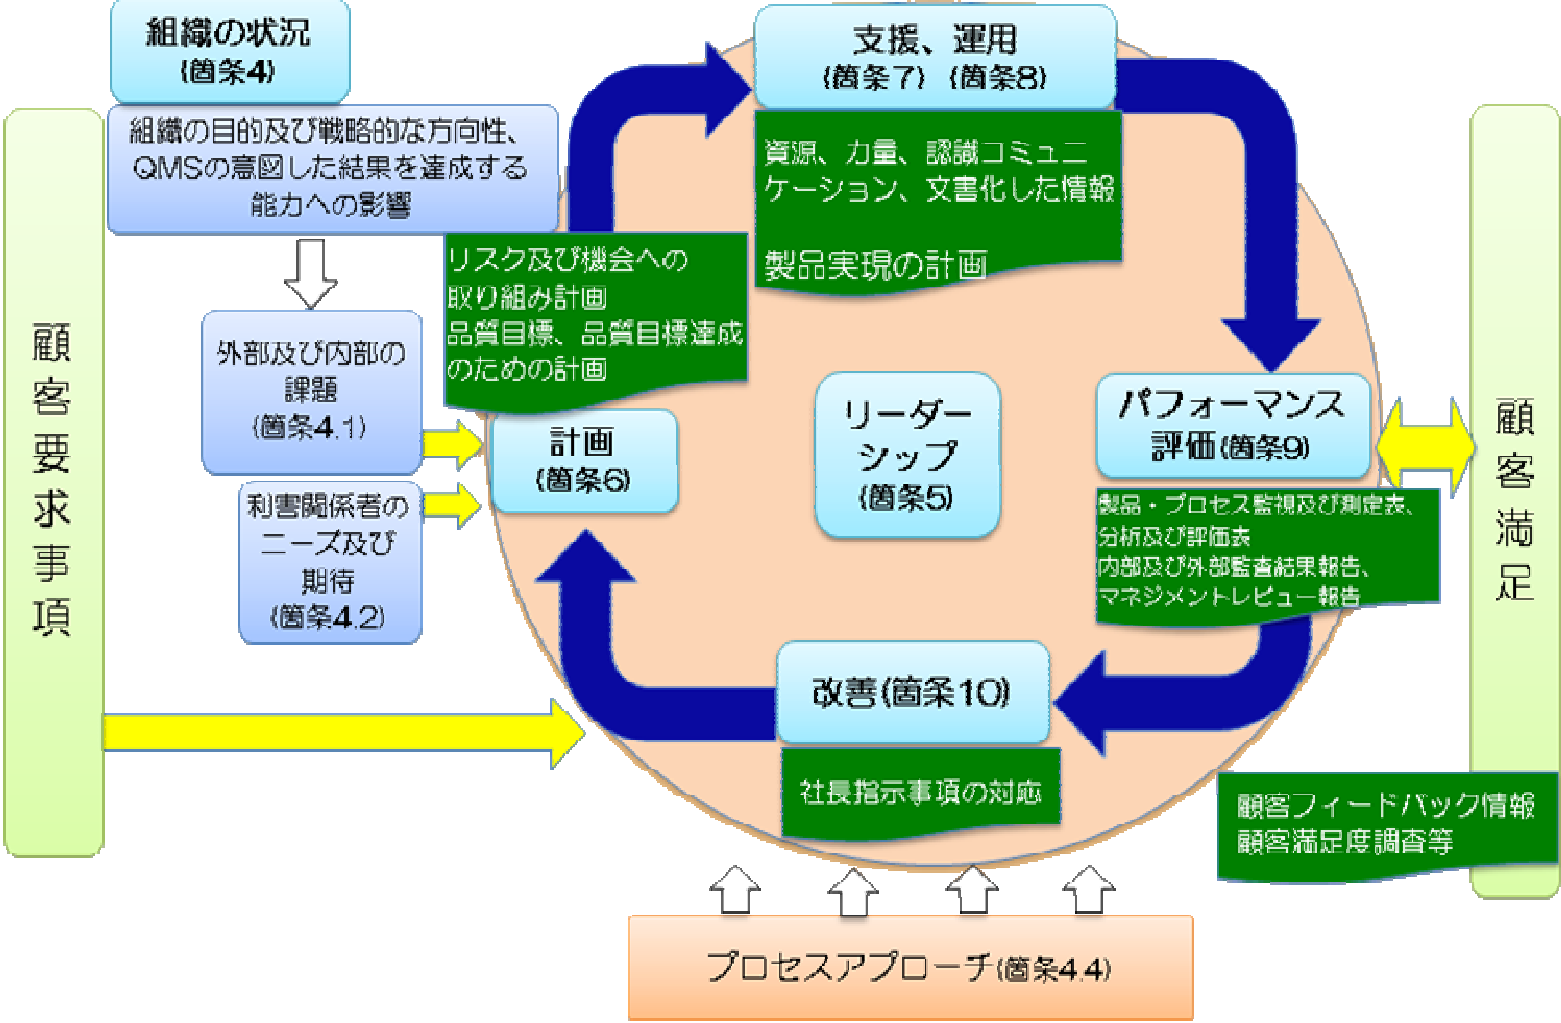 組織の状況
(箇条4)
組織の目的及び戦略的な方向性、
QMSの意図した結果を達成する
能力への影響
外部及び内部の
課題
(箇条4.1)
利害関係者の
ニーズ及び
期待
(箇条4.2)
顧客要求事項
支援、運用
(箇条7) (箇条8)
資源、力量、認識コミュニ
ケーション、文書化した情報
製品実現の計画
リスク及び機会への
取り組み計画
品質目標、品質目標達成
のための計画
計画
(箇条6)
リーダー
シップ
(箇条5)
パフォーマンス
評価(箇条9)
製品・プロセス監視及び測定表、
分析及び評価表
内部及び外部監査結果報告、
マネジメントレビュー報告
改善(箇条10)
社長指示事項の対応
顧客満足
顧客フィードバック情報
顧客満足度調査等
プロセスアプローチ(箇条4.4)